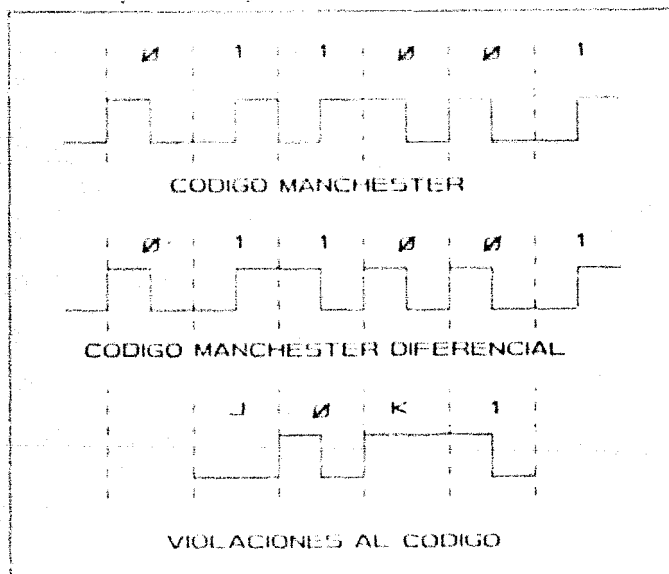 Ø 1 1 Ø Ø 1
CODIGO MANCHESTER
Ø 1 1 Ø Ø 1
CODIGO MANCHESTER DIFERENCIAL
J Ø K 1
VIOLACIONES AL CODIGO